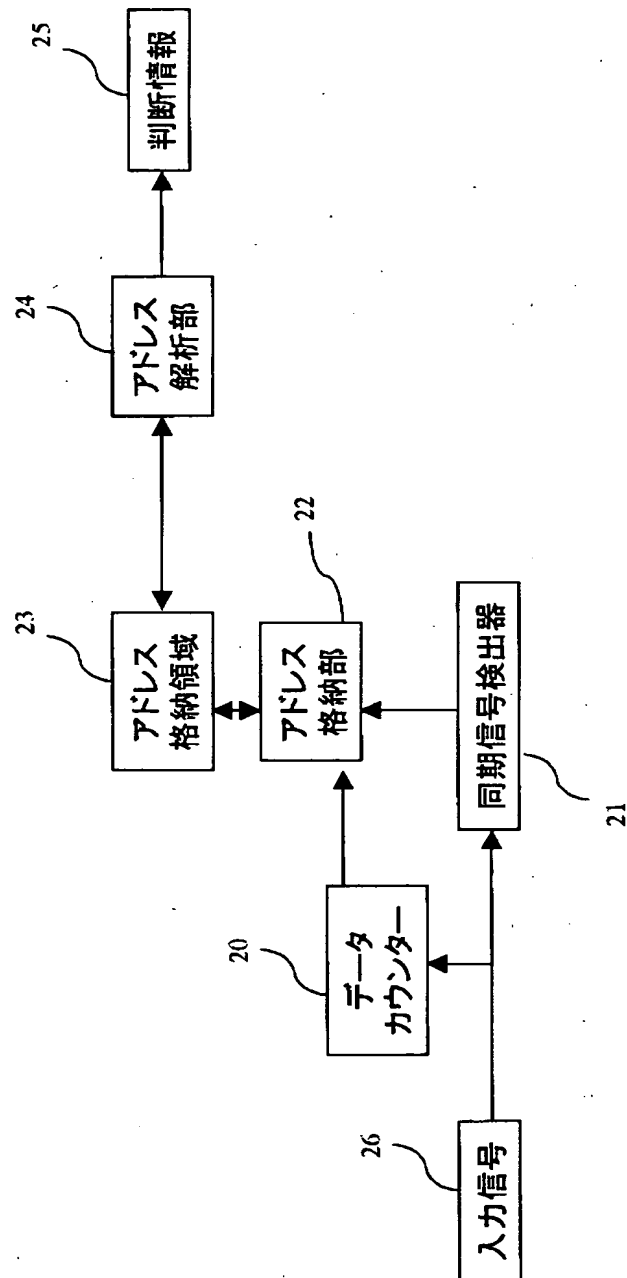 25
判断情報
24
アドレス
解析部
23
アドレス
格納領域
22
アドレス
格納部
同期信号検出器
21
20
データ
カウンター
26
入力信号